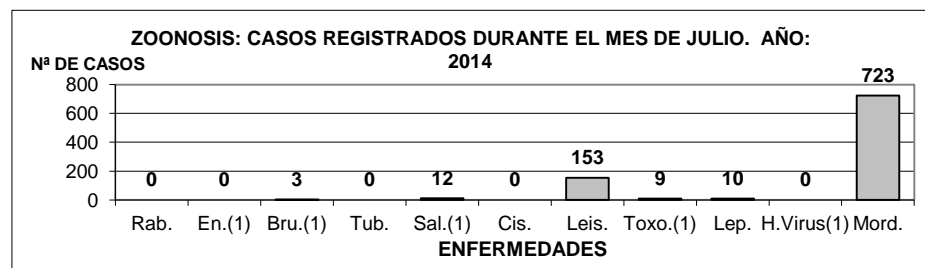 ZOONOSIS: CASOS REGISTRADOS DURANTE EL MES DE JULIO. AÑO:
2014
Nª DE CASOS
723
800
600
400
200
0
153
0 0 3 0 12 0 9 10 0
Rab. En.(1) Bru.(1) Tub. Sal.(1) Cis. Leis. Toxo.(1) Lep. H.Virus(1) Mord.
ENFERMEDADES